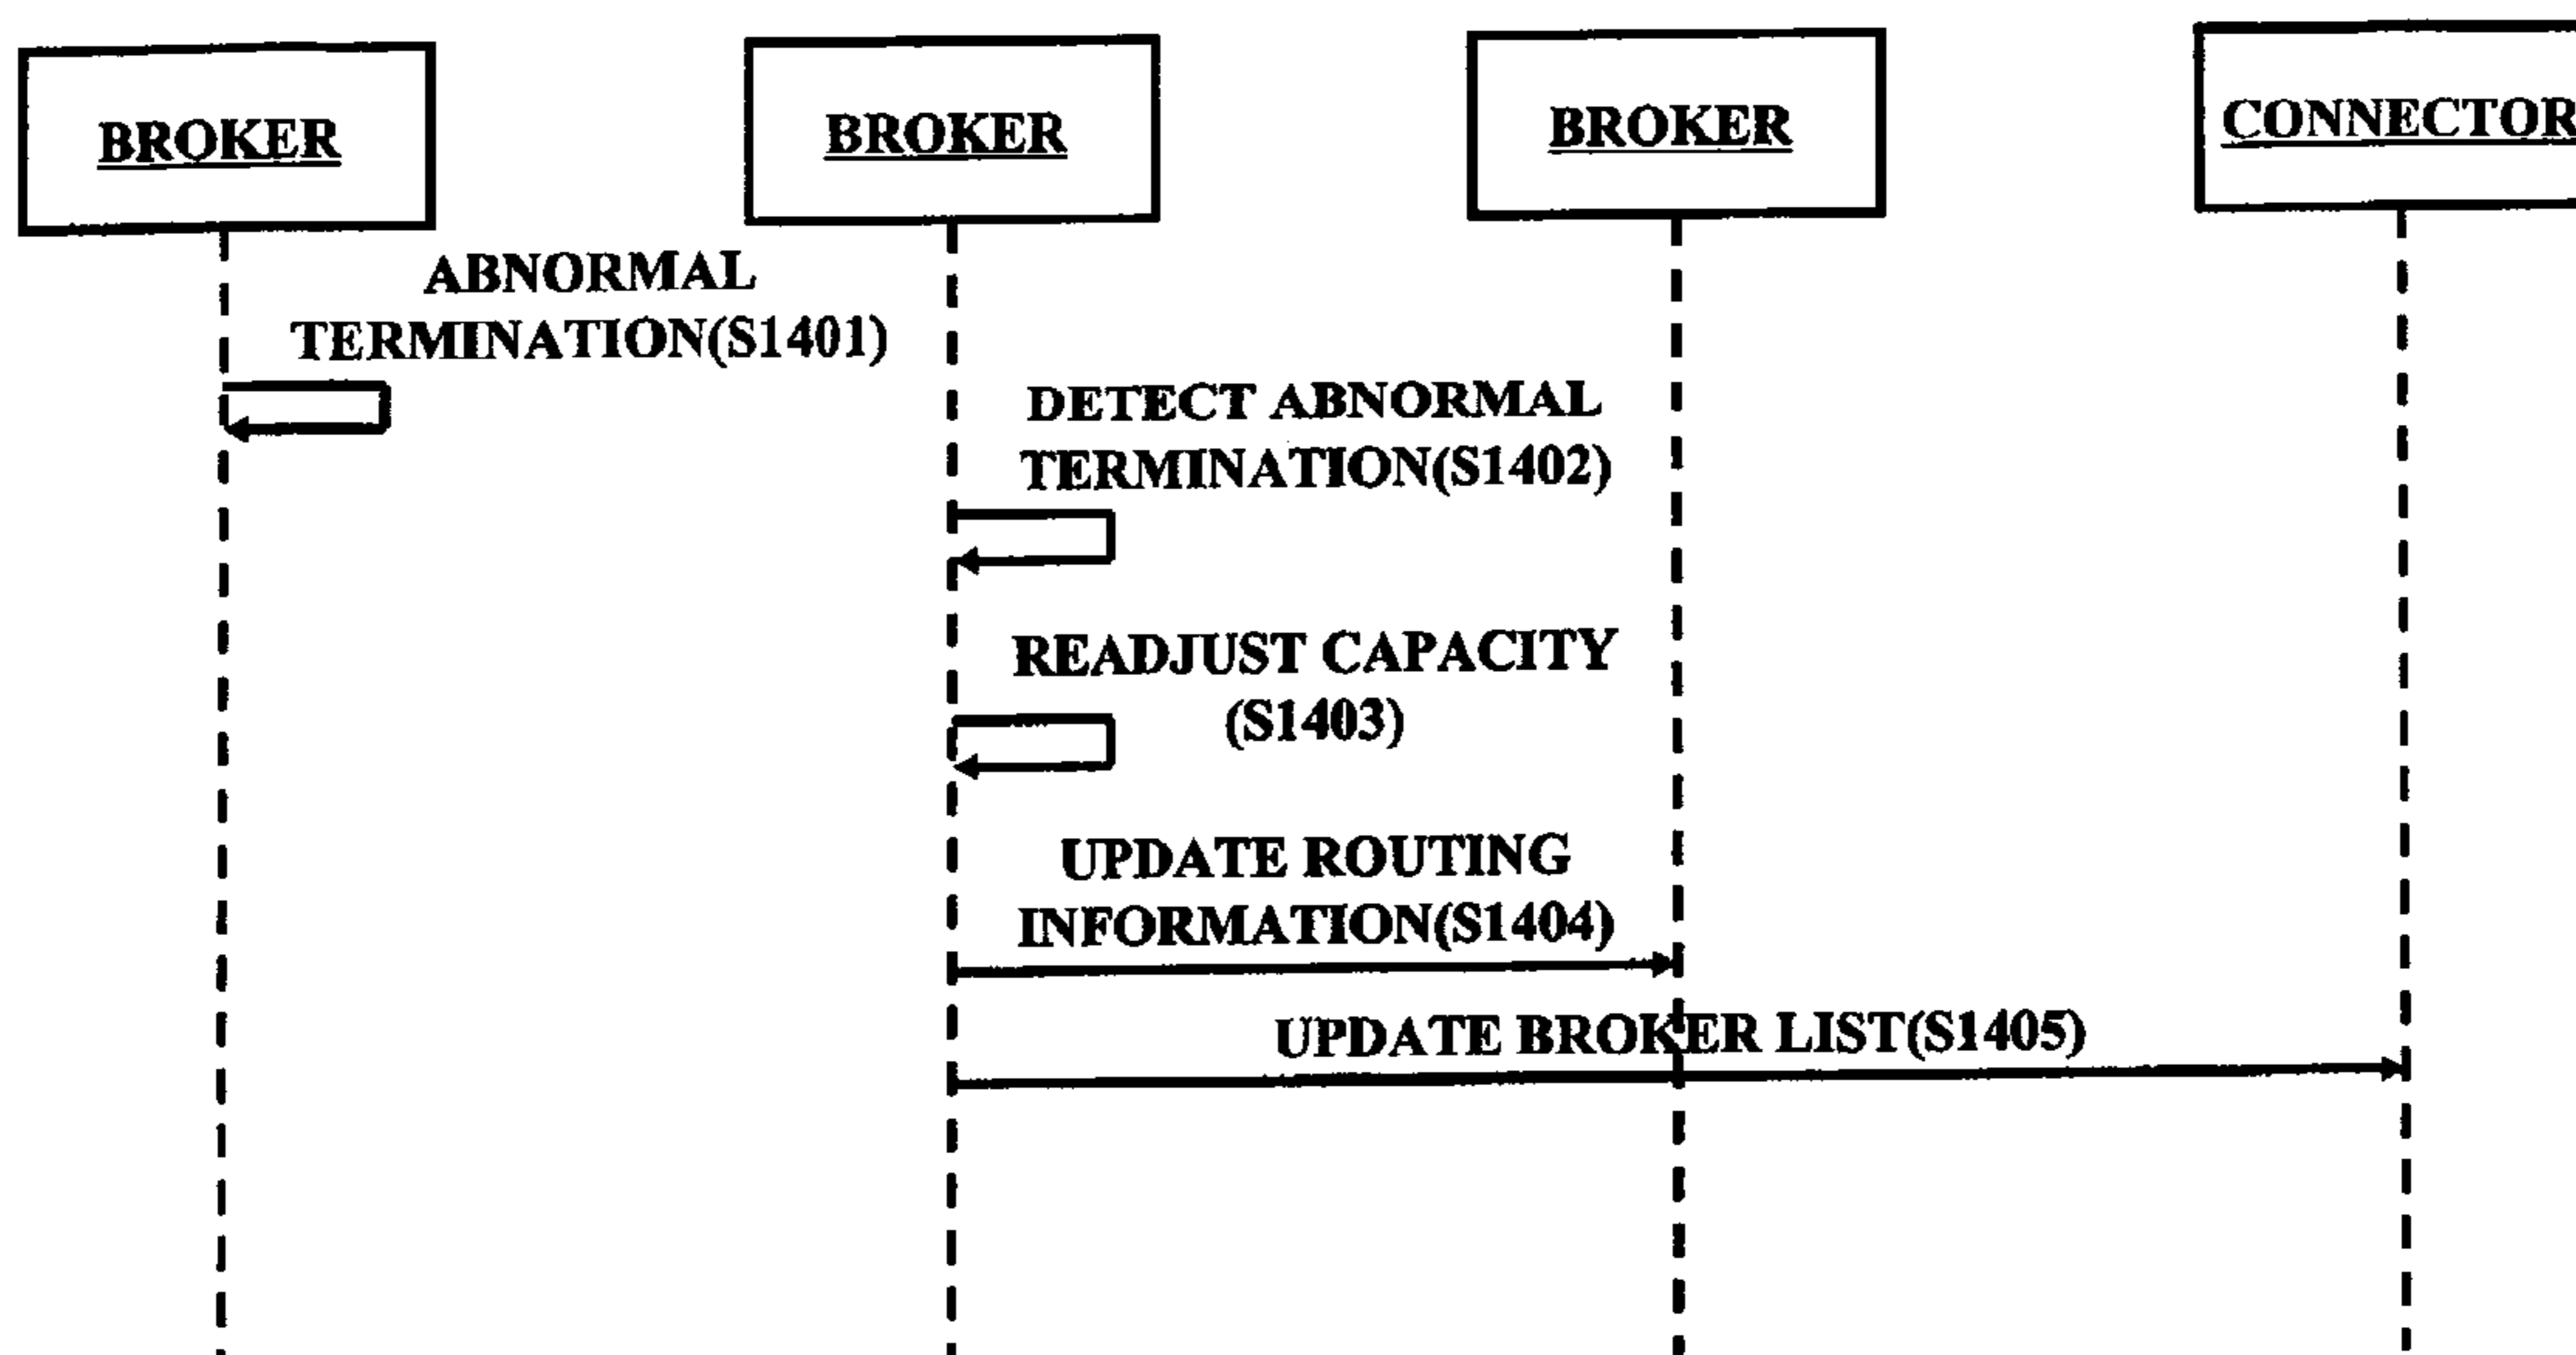 BROKER
BROKER
BROKER
CONNECTOR
ABNORMAL
TERMINATION(S1401)
DETECT ABNORMAL
TERMINATION(S1402)
READJUST CAPACITY
(S1403)
UPDATE ROUTING
INFORMATION(S1404)
UPDATE BROKER LIST(S1405)